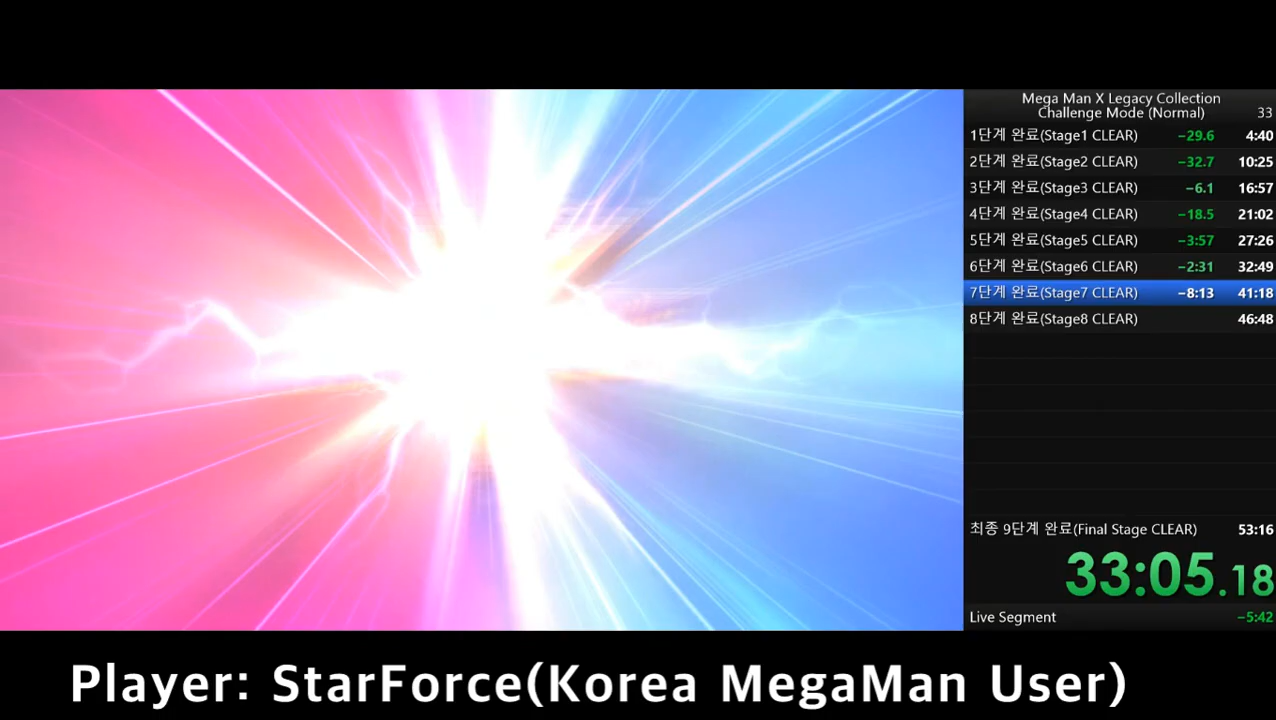 Mega Man X Legacy Collection
Challenge Mode (Normal) 33
1단계 완료(Stage1 CLEAR) -29.6 4:40
2단계 완료(Stage2 CLEAR) -32.7 10:25
3단계 완료(Stage3 CLEAR) -6.1 16:57
4단계 완료(Stage4 CLEAR) -18.5 21:02
5단계 완료(Stage5 CLEAR) -3:57 27:26
6단계 완료(Stage6 CLEAR) -2:31 32:49
7단계 완료(Stage7 CLEAR) -8:13 41:18
8단계 완료(Stage8 CLEAR) 46:48
최종 9단계 완료(Final Stage CLEAR) 53:16
33:05.18
Live Segment -5:42
Player: StarForce(Korea MegaMan User)